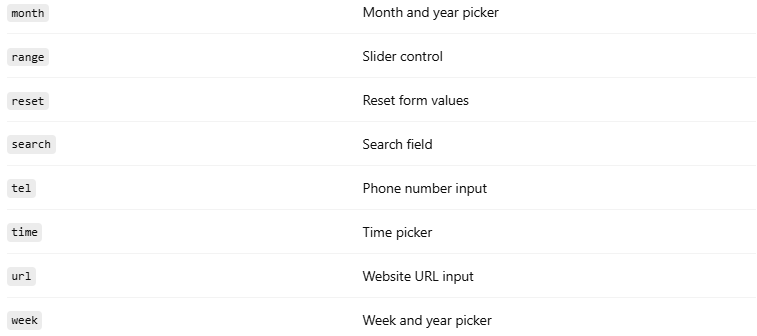 month Month and year picker
range Slider control
reset Reset form values
search Search field
tel Phone number input
time Time picker
url Website URL input
week Week and year picker